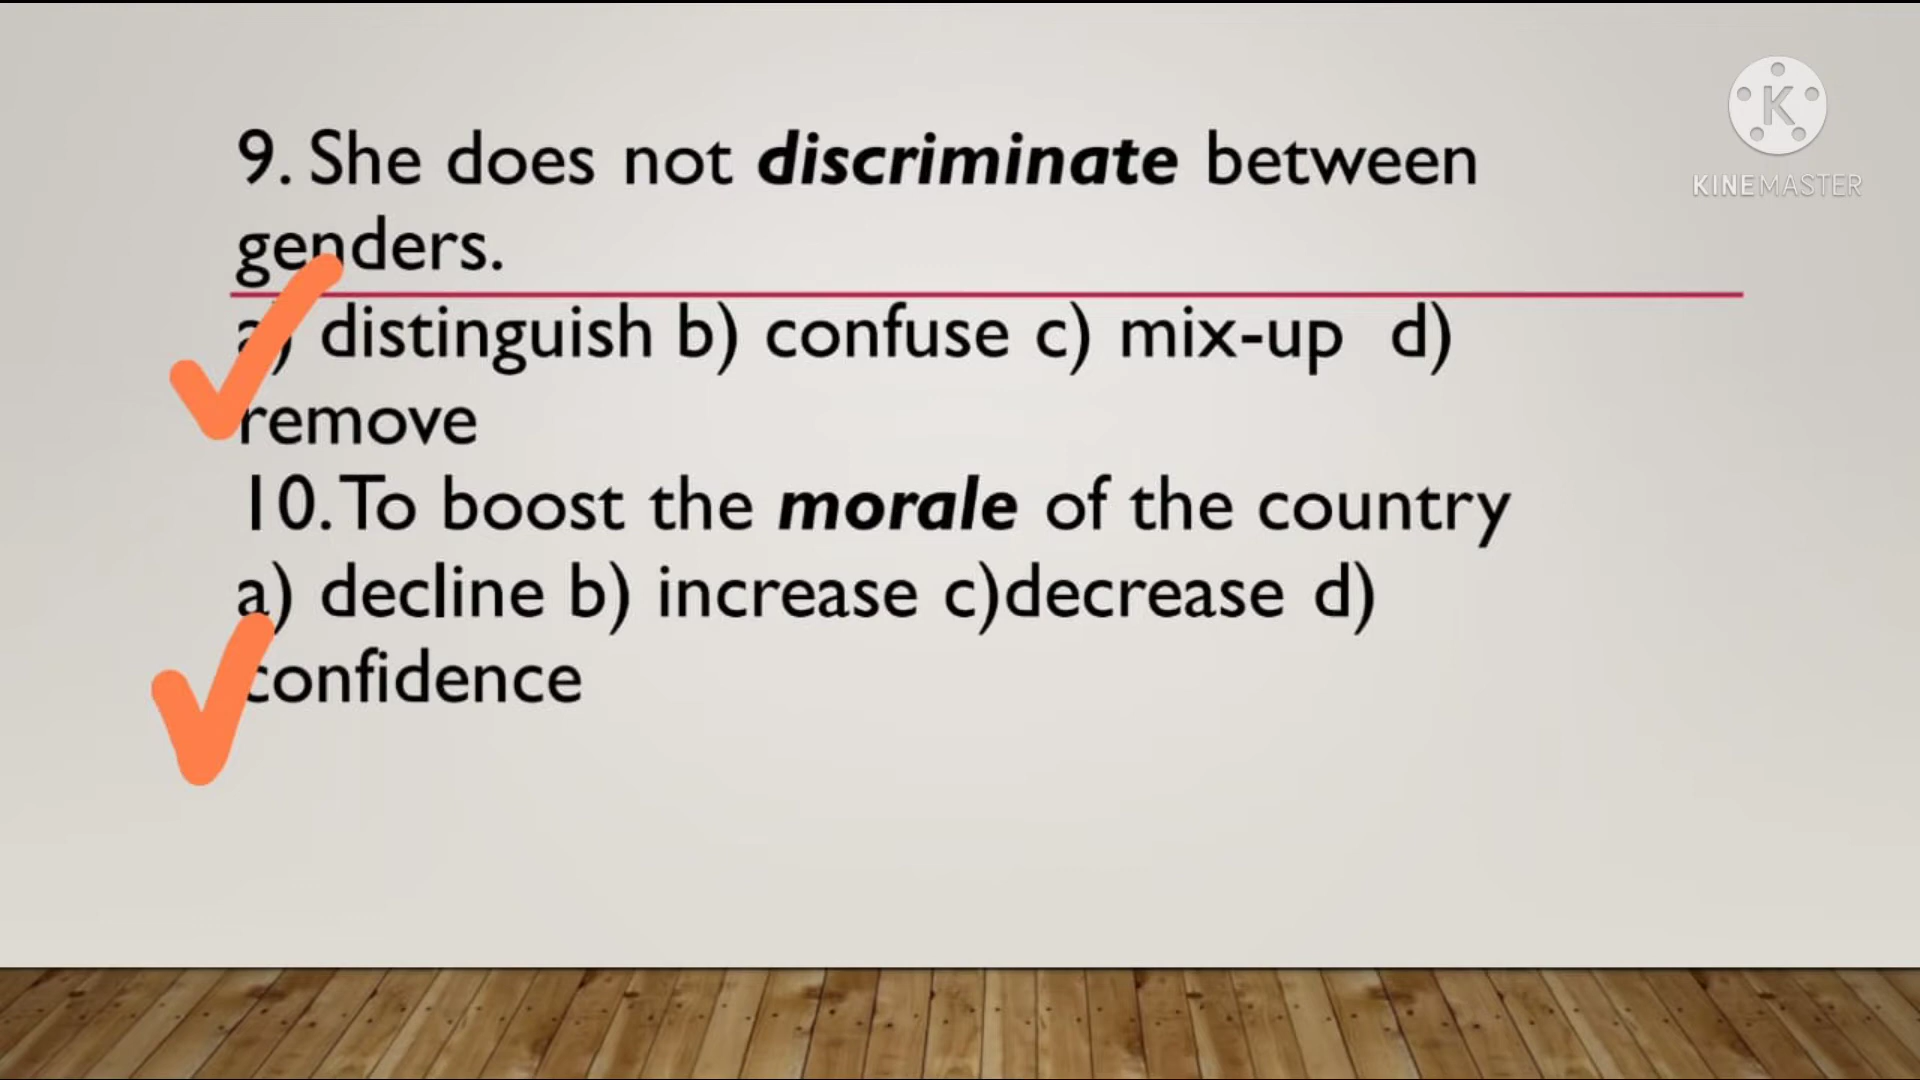 9. She does not discriminate between
genders.
a) distinguish b) confuse c) mix-up d)
remove
10. To boost the morale of the country
a) decline b) increase c)decrease d)
confidence
K
KINEMASTER